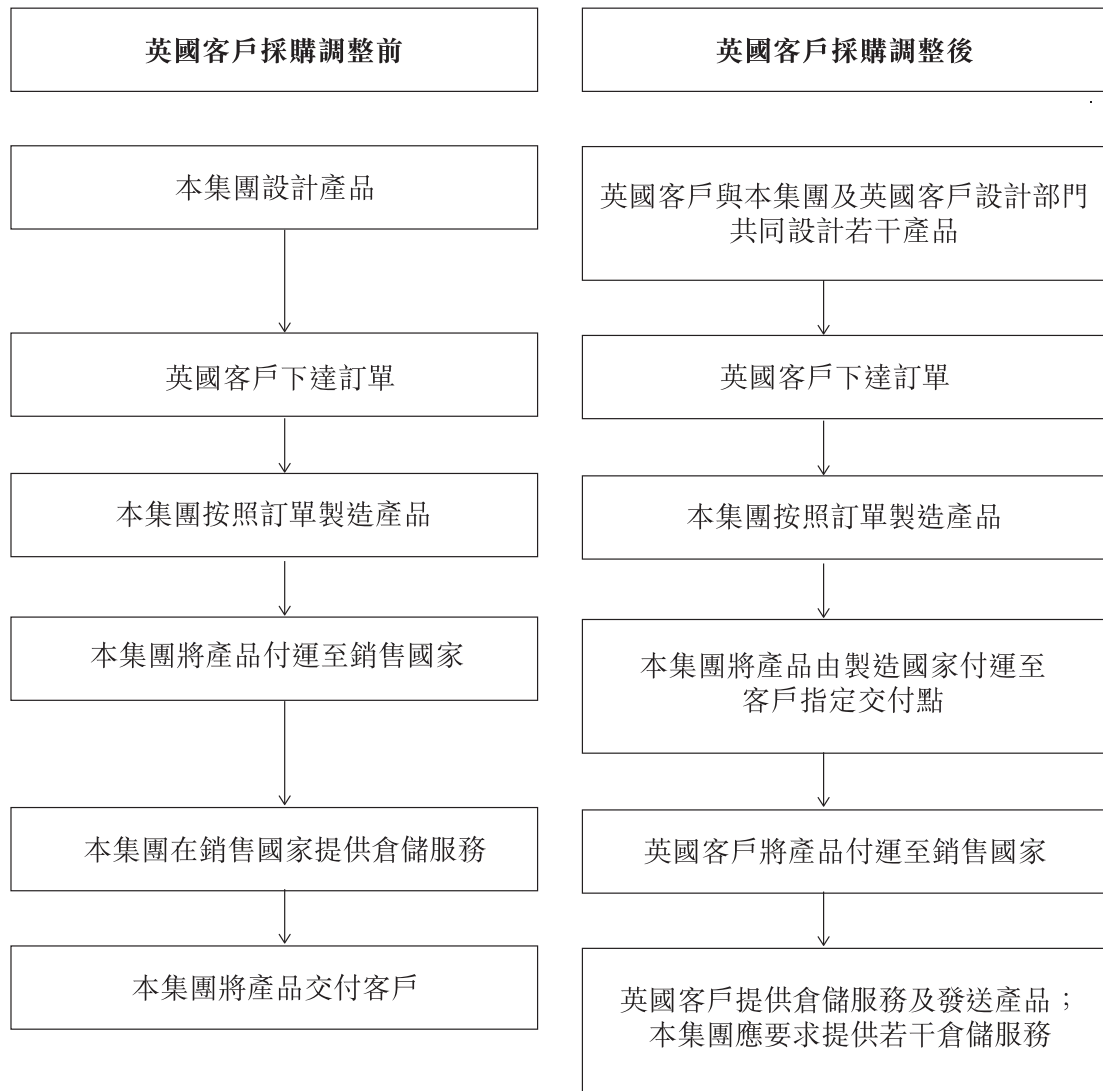 英國客戶採購調整前
本集團設計產品
英國客戶下達訂單
本集團按照訂單製造產品
本集團將產品付運至銷售國家
本集團在銷售國家提供倉儲服務
本集團將產品交付客戶
英國客戶採購調整後
英國客戶與本集團及英國客戶設計部門
共同設計若干產品
英國客戶下達訂單
本集團按照訂單製造產品
本集團將產品由製造國家付運至
客戶指定交付點
英國客戶將產品付運至銷售國家
英國客戶提供倉儲服務及發送產品；
本集團應要求提供若干倉儲服務